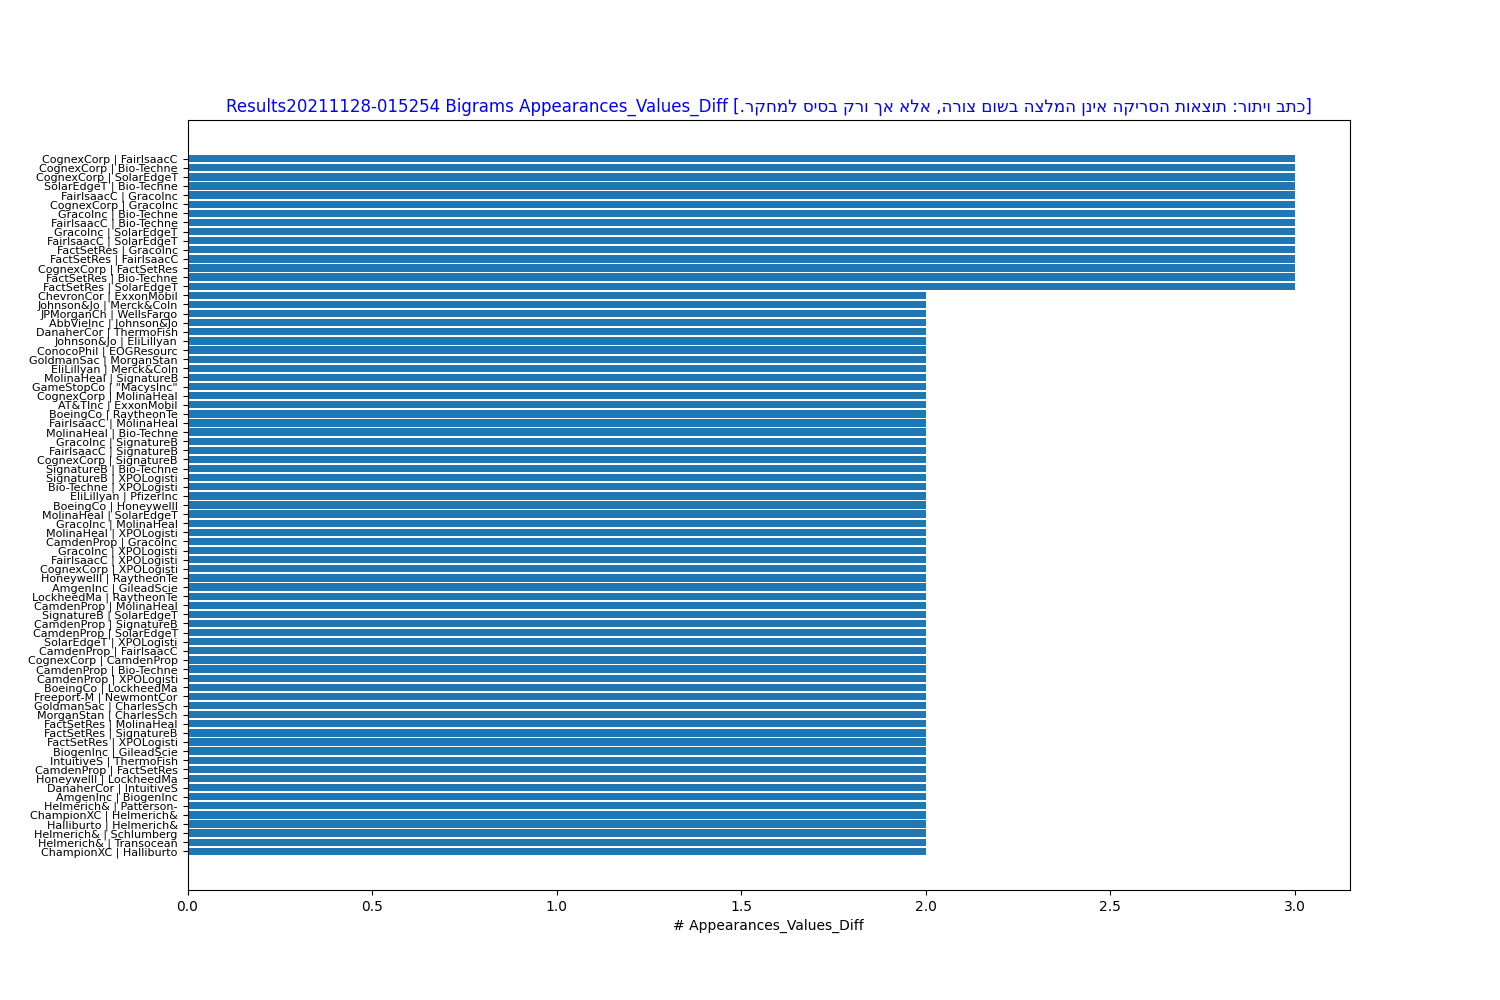 Results20211128-015254 Bigrams Appearances_Values_Diff [כתב ויתור: תוצאות הסריקה אינן המלצה בשום צורה, אלא אך ורק בסיס למחקר.]
CognexCorp | FairIsaacC
CognexCorp | Bio-Techne
CognexCorp | SolarEdgeT
SolarEdgeT | Bio-Techne
FairIsaacC | GracoInc
CognexCorp | GracoInc
GracoInc | Bio-Techne
FairIsaacC | Bio-Techne
GracoInc | SolarEdgeT
FairIsaacC | SolarEdgeT
FactSetRes | GracoInc
FactSetRes | FairIsaacC
CognexCorp | FactSetRes
FactSetRes | Bio-Techne
FactSetRes | SolarEdgeT
ChevronCor | ExxonMobil
Johnson&Jo | Merck&CoIn
JPMorganCh | WellsFargo
AbbVieInc | Johnson&Jo
DanaherCor | ThermoFish
Johnson&Jo | EliLillyan
ConocoPhil | EOGResourc
GoldmanSac | MorganStan
EliLillyan | Merck&CoIn
MolinaHeal | SignatureB
GameStopCo | "MacysInc"
CognexCorp | MolinaHeal
AT&TInc | ExxonMobil
BoeingCo | RaytheonTe
FairIsaacC | MolinaHeal
MolinaHeal | Bio-Techne
GracoInc | SignatureB
FairIsaacC | SignatureB
CognexCorp | SignatureB
SignatureB | Bio-Techne
SignatureB | XPOLogisti
Bio-Techne | XPOLogisti
EliLillyan | PfizerInc
BoeingCo | HoneywellI
MolinaHeal | SolarEdgeT
GracoInc | MolinaHeal
MolinaHeal | XPOLogisti
CamdenProp | GracoInc
GracoInc | XPOLogisti
FairIsaacC | XPOLogisti
CognexCorp | XPOLogisti
HoneywellI | RaytheonTe
AmgenInc | GileadScie
LockheedMa | RaytheonTe
CamdenProp | MolinaHeal
SignatureB | SolarEdgeT
CamdenProp | SignatureB
CamdenProp | SolarEdgeT
SolarEdgeT | XPOLogisti
CamdenProp | FairIsaacC
CognexCorp | CamdenProp
CamdenProp | Bio-Techne
CamdenProp | XPOLogisti
BoeingCo | LockheedMa
Freeport-M | NewmontCor
GoldmanSac | CharlesSch
MorganStan | CharlesSch
FactSetRes | MolinaHeal
FactSetRes | SignatureB
FactSetRes | XPOLogisti
BiogenInc | GileadScie
IntuitiveS | ThermoFish
CamdenProp | FactSetRes
HoneywellI | LockheedMa
DanaherCor | IntuitiveS
AmgenInc | BiogenInc
Helmerich& | Patterson-
ChampionXC | Helmerich&
Halliburto | Helmerich&
Helmerich& | Schlumberg
Helmerich& | Transocean
ChampionXC | Halliburto
0.0 0.5 1.0 1.5 2.0 2.5 3.0
# Appearances_Values_Diff